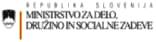 REPUBLIKA SLOVENIJA
MINISTRSTVO ZA DELO,
DRUŽINO IN SOCIALNE ZADEVE